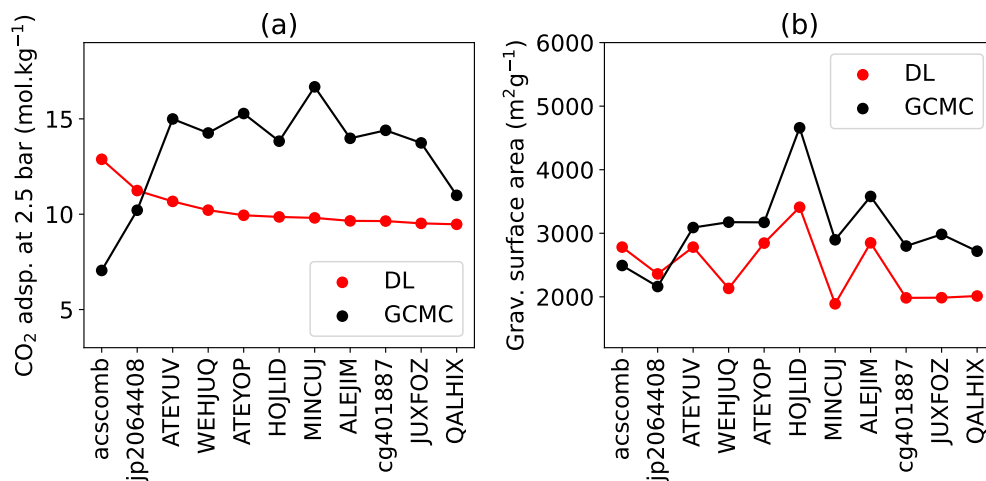 (a)
CO₂ adsp. at 2.5 bar (mol.kg⁻¹)
15
10
5
DL
GCMC
acscomb
jp2064408
ATEYUV
WEHJUQ
ATEYOP
HOJLID
MINCUJ
ALEJIM
cg401887
JUXFOZ
QALHIX
(b)
Grav. surface area (m²g⁻¹)
6000
5000
4000
3000
2000
DL
GCMC
acscomb
jp2064408
ATEYUV
WEHJUQ
ATEYOP
HOJLID
MINCUJ
ALEJIM
cg401887
JUXFOZ
QALHIX